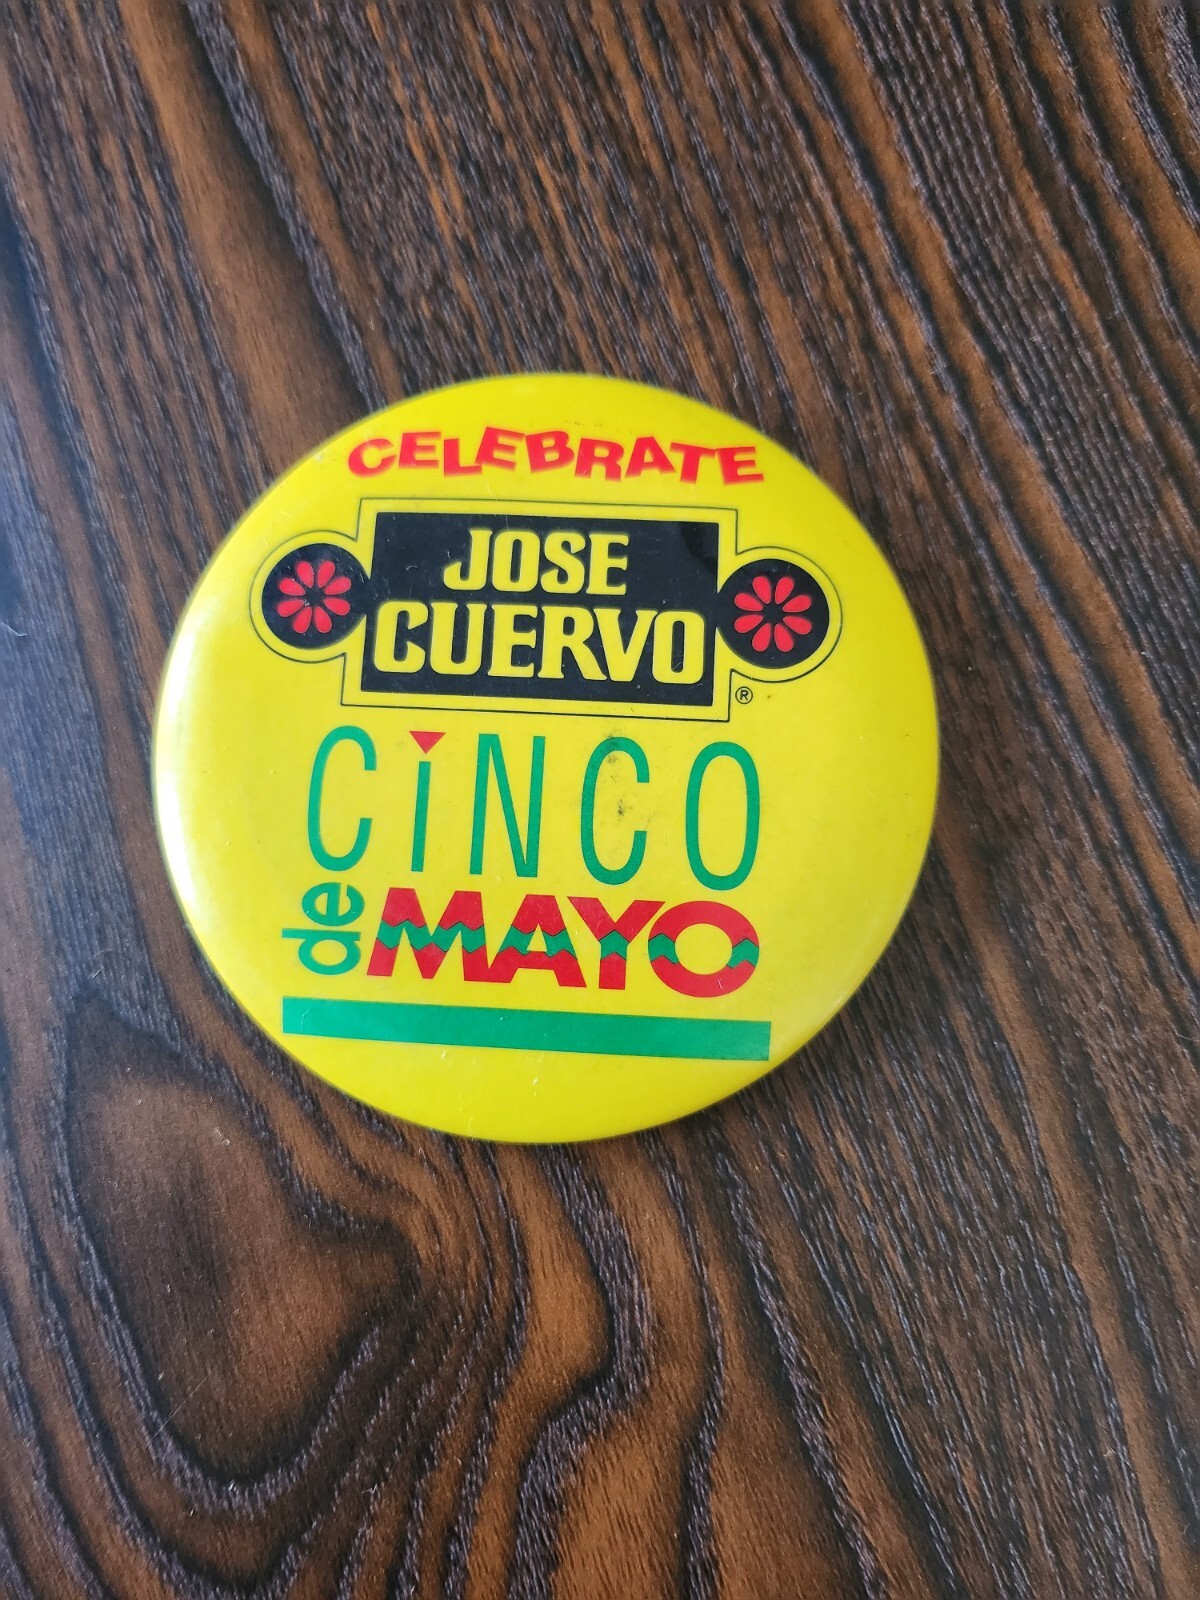 CELEBRATE
JOSE
CUERVO
®
CiNCO
de MAYO